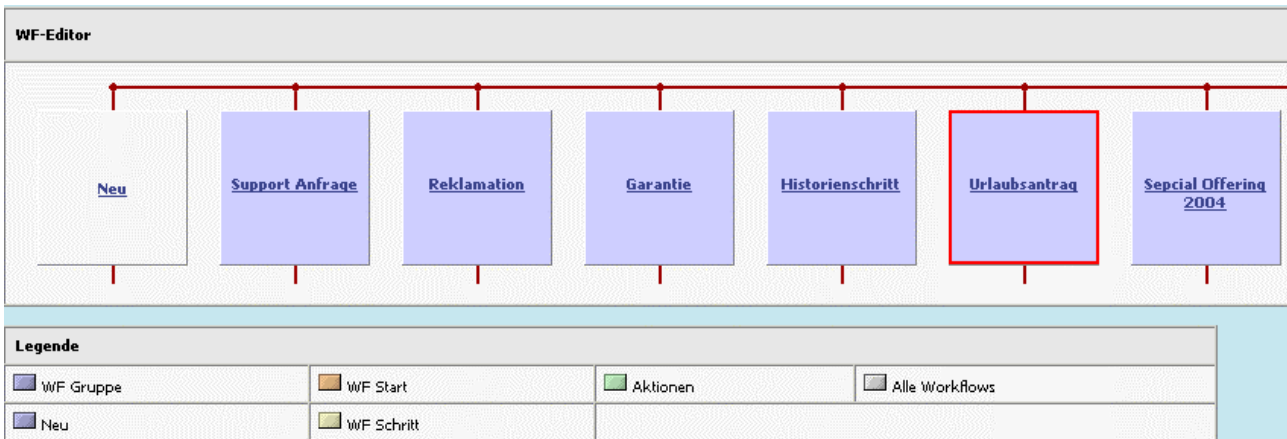 WF-Editor
Neu
Support Anfrage
Reklamation
Garantie
Historienschritt
Urlaubsantrag
Sepcial Offering
2004
Legende
WF Gruppe
WF Start
Aktionen
Alle Workflows
Neu
WF Schritt